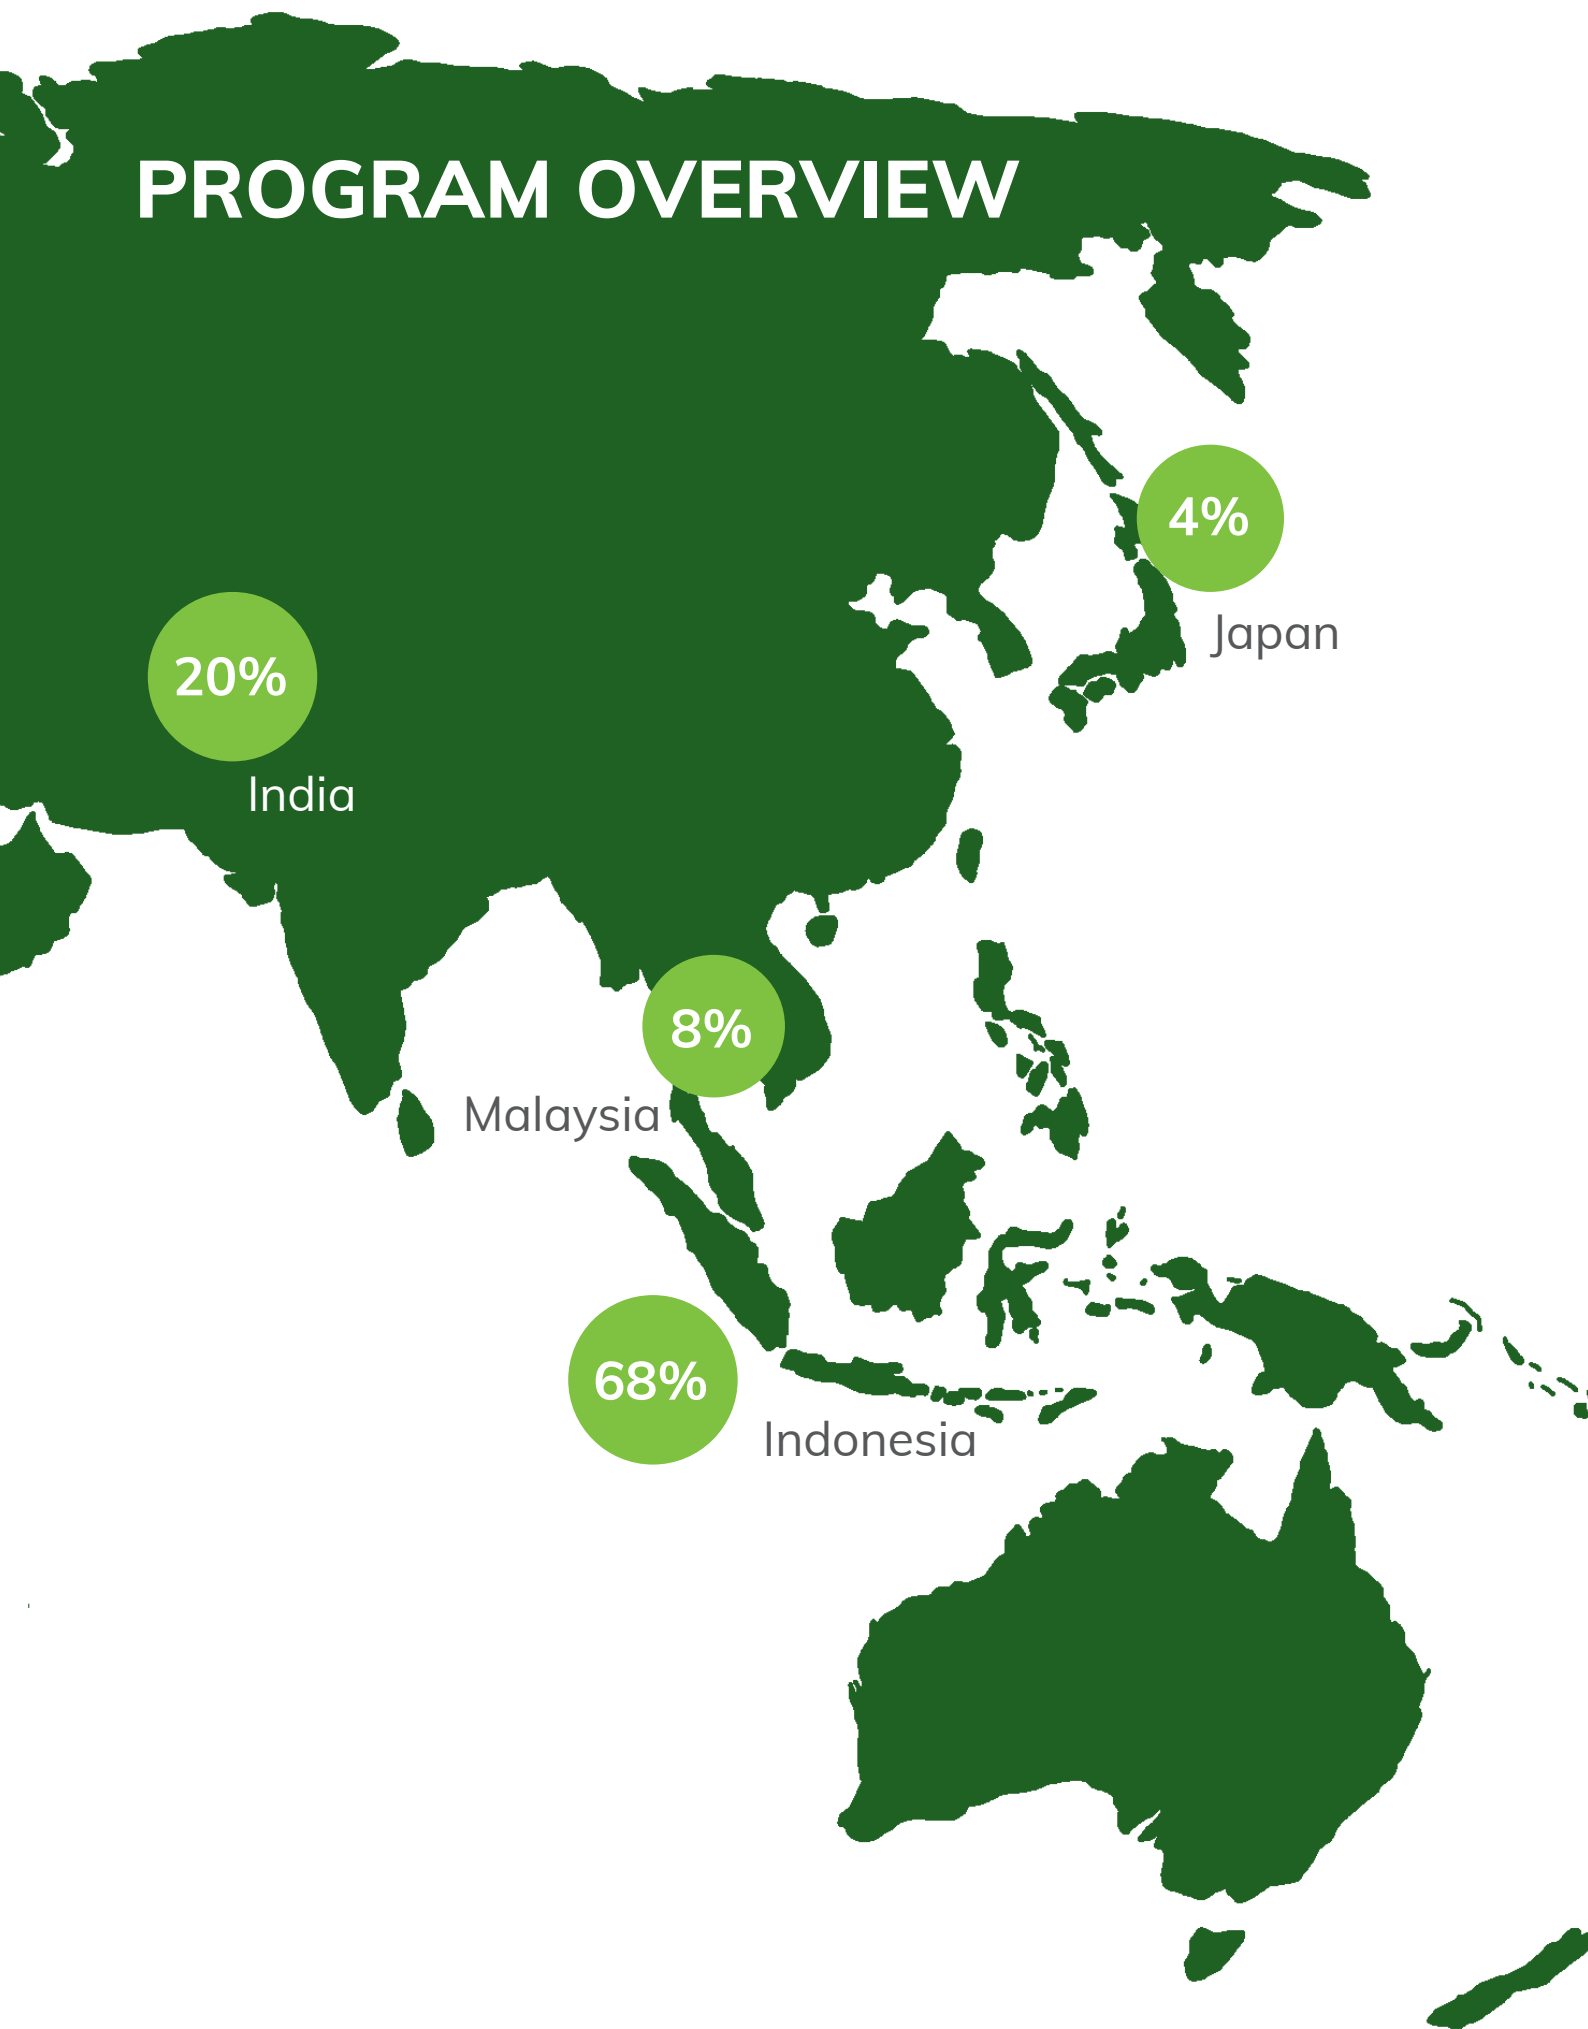 PROGRAM OVERVIEW
4%
Japan
20%
India
8%
Malaysia
68%
Indonesia